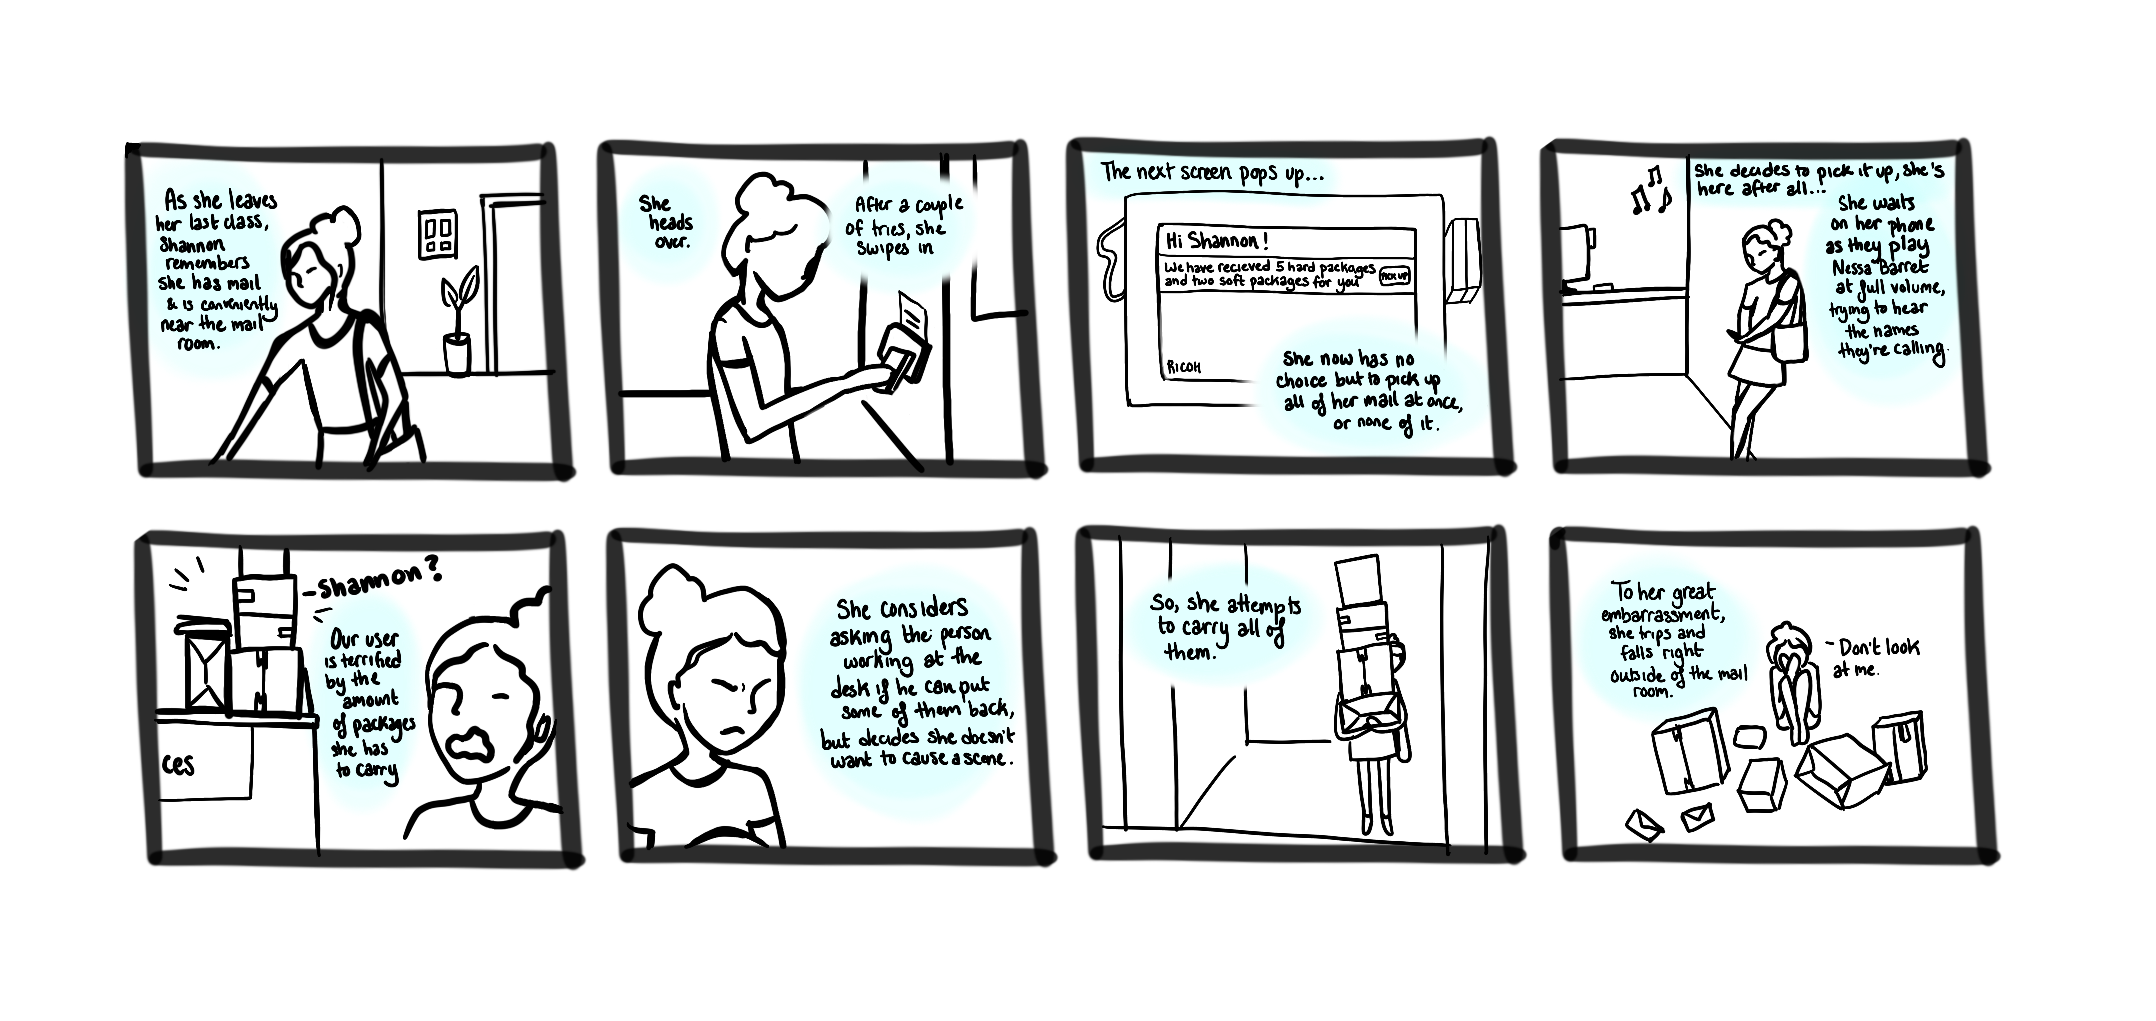 As she leaves
her last class,
Shannon
remembers
she has mail
& is conveniently
near the mail
room.
She
heads
over.
After a couple
of tries, she
swipes in
The next screen pops up...
Hi Shannon!
We have recieved 5 hard packages
and two soft packages for you
PICK UP
RICOH
She now has no
choice but to pick up
all of her mail at once,
or none of it.
She decides to pick it up, she's
here after all...
She waits
on her phone
as they play
Nessa Barret
at full volume,
trying to hear
the names
they're calling.
-Shannon?
Our user
is terrified
by the
amount
of packages
she has
to carry
ces
She considers
asking the person
working at the
desk if he can put
some of them back,
but decides she doesn't
want to cause a scene.
So, she attempts
to carry all of
them.
To her great
embarrassment,
she trips and
falls right
outside of the mail
room.
- Don't look
at me.